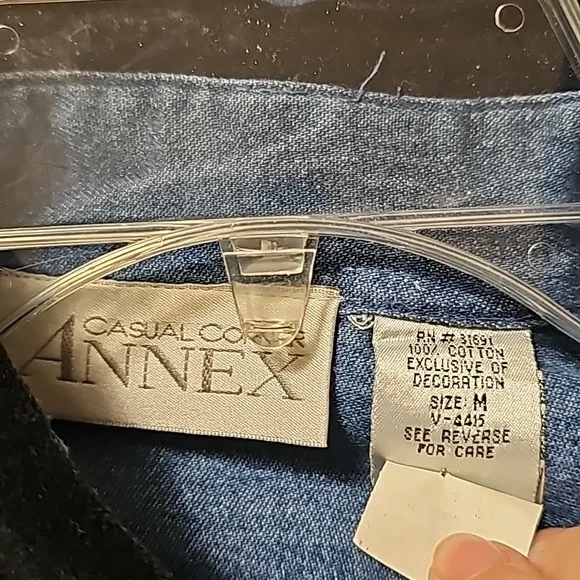 CASUAL CORNER
ANNEX
RN # 31691
100% COTTON
EXCLUSIVE OF
DECORATION
SIZE: M
V-4415
SEE REVERSE
FOR CARE